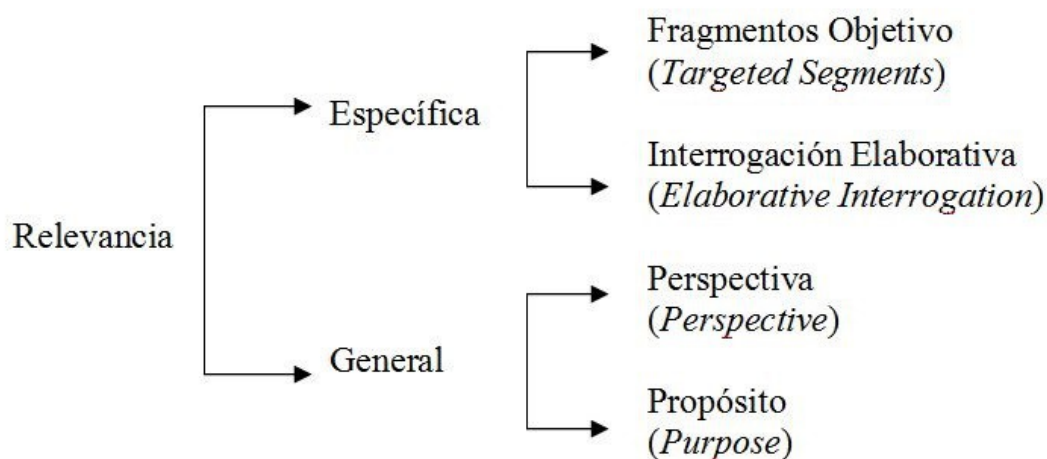 Relevancia
Específica
Fragmentos Objetivo
(Targeted Segments)
Interrogación Elaborativa
(Elaborative Interrogation)
General
Perspectiva
(Perspective)
Propósito
(Purpose)